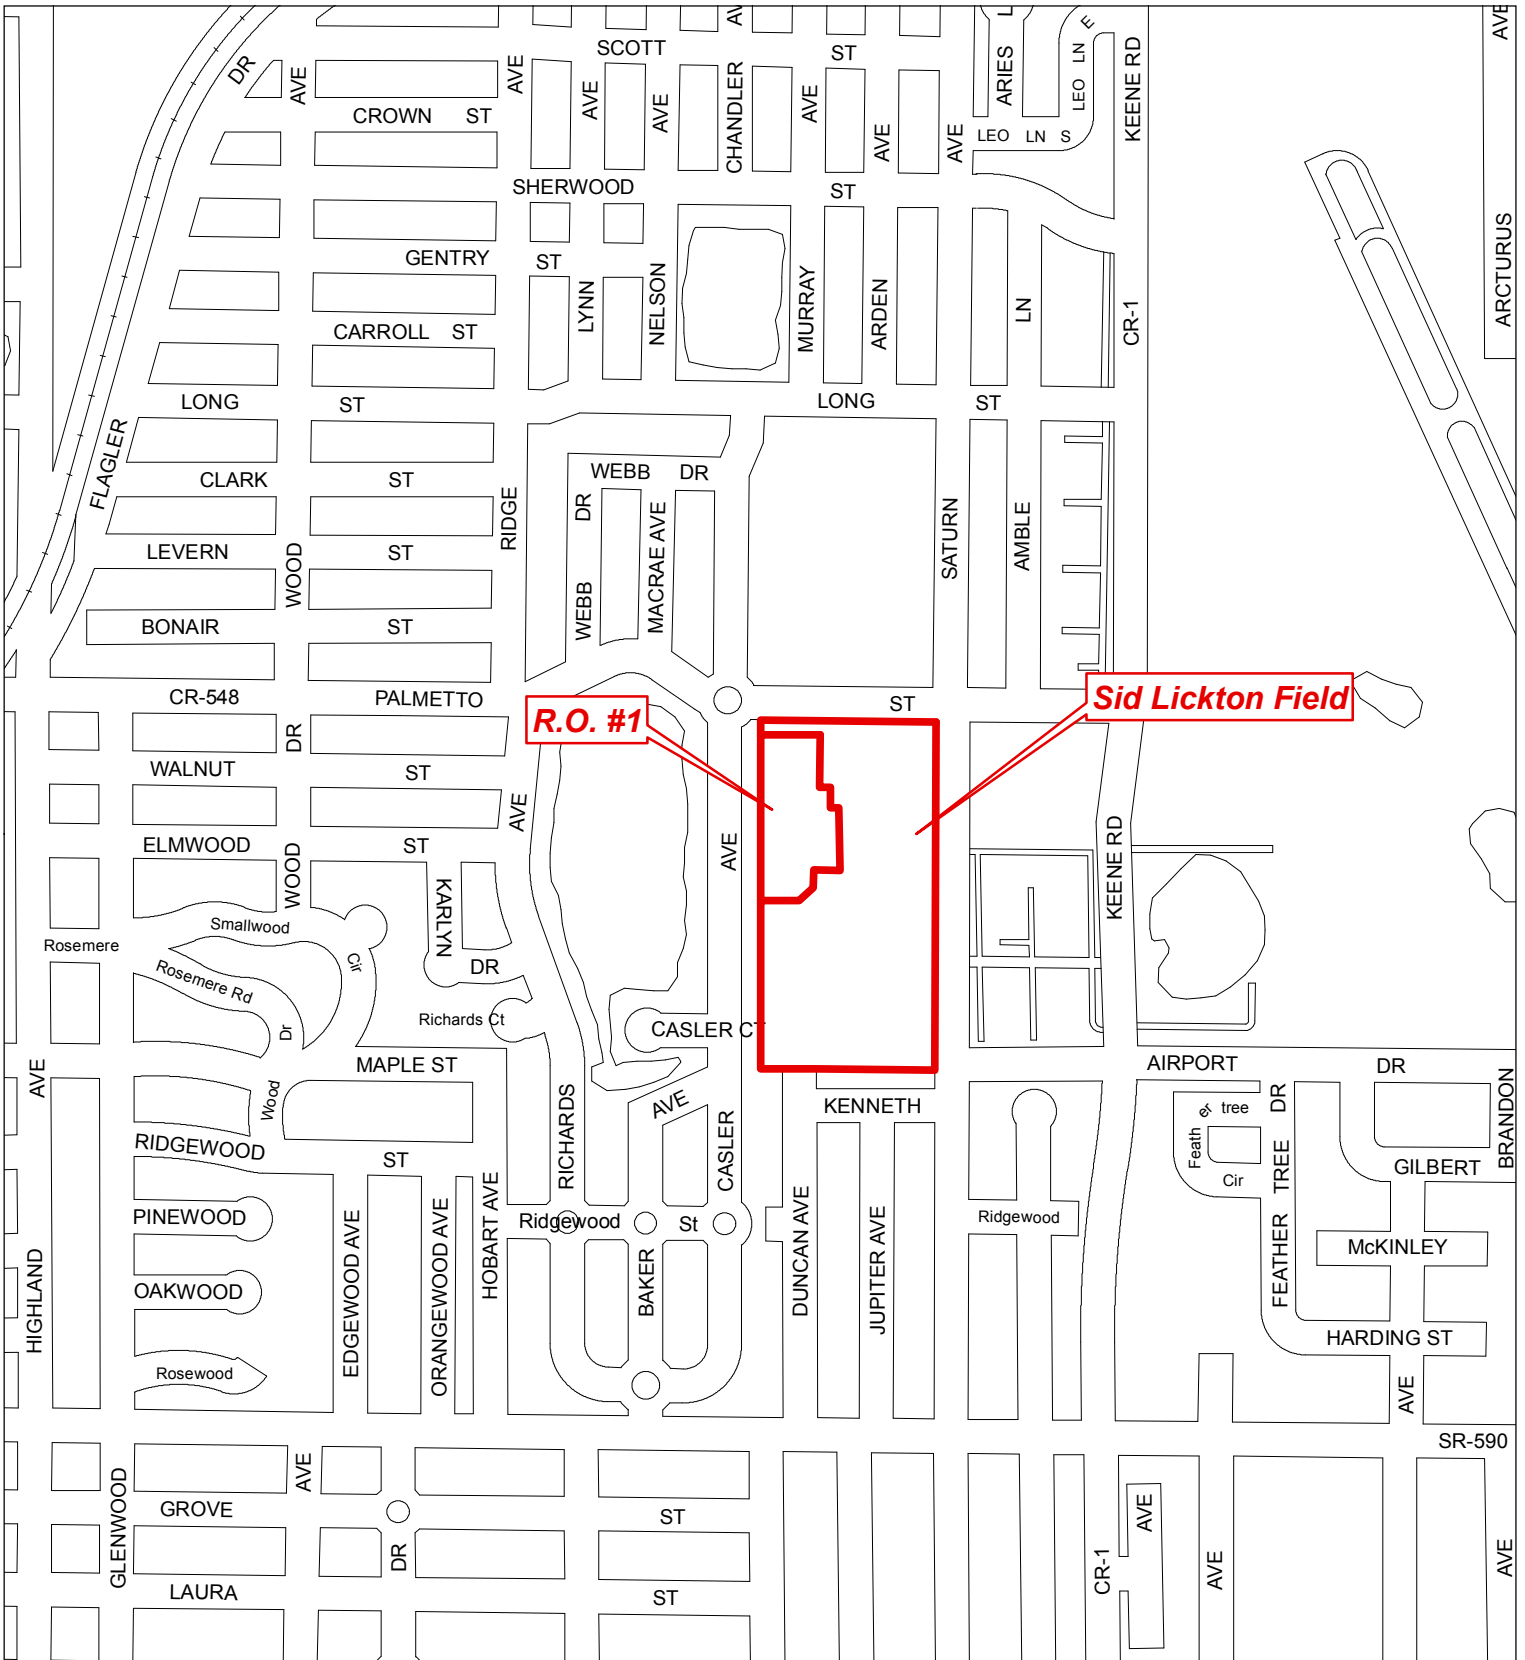 SCOTT ST
DR
AVE
AVE
AVE
AVE
CHANDLER
AVE
AVE
AVE
ARIES
LEO LN E
KEENE RD
AVE
CROWN ST
LEO LN S
SHERWOOD ST
GENTRY ST
LYNN
NELSON
MURRAY
ARDEN
LN
CR-1
ARCTURUS
CARROLL ST
LONG ST
LONG ST
FLAGLER
CLARK ST
WEBB DR
RIDGE
WEBB DR
MACRAE AVE
SATURN
AMBLE
LEVERN ST
WOOD
BONAIR ST
CR-548
PALMETTO ST
R.O. #1
Sid Lickton Field
DR
WALNUT ST
AVE
AVE
KEENE RD
ELMWOOD ST
WOOD
KARLYN
Smallwood
Cir
Rosemere
Rosemere Rd
DR
Dr
Richards Ct
CASLER CT
AVE
MAPLE ST
AIRPORT DR
Wood
RICHARDS
AVE
CASLER
KENNETH
Feath er tree
Cir
DR
BRANDON
RIDGEWOOD ST
FEATHER TREE
GILBERT
PINEWOOD
EDGEWOOD AVE
ORANGEWOOD AVE
HOBART AVE
Ridgewood St
BAKER
DUNCAN AVE
JUPITER AVE
Ridgewood
McKINLEY
HIGHLAND
OAKWOOD
HARDING ST
Rosewood
AVE
SR-590
GLENWOOD
AVE
GROVE ST
DR
CR-1
AVE
AVE
AVE
LAURA ST